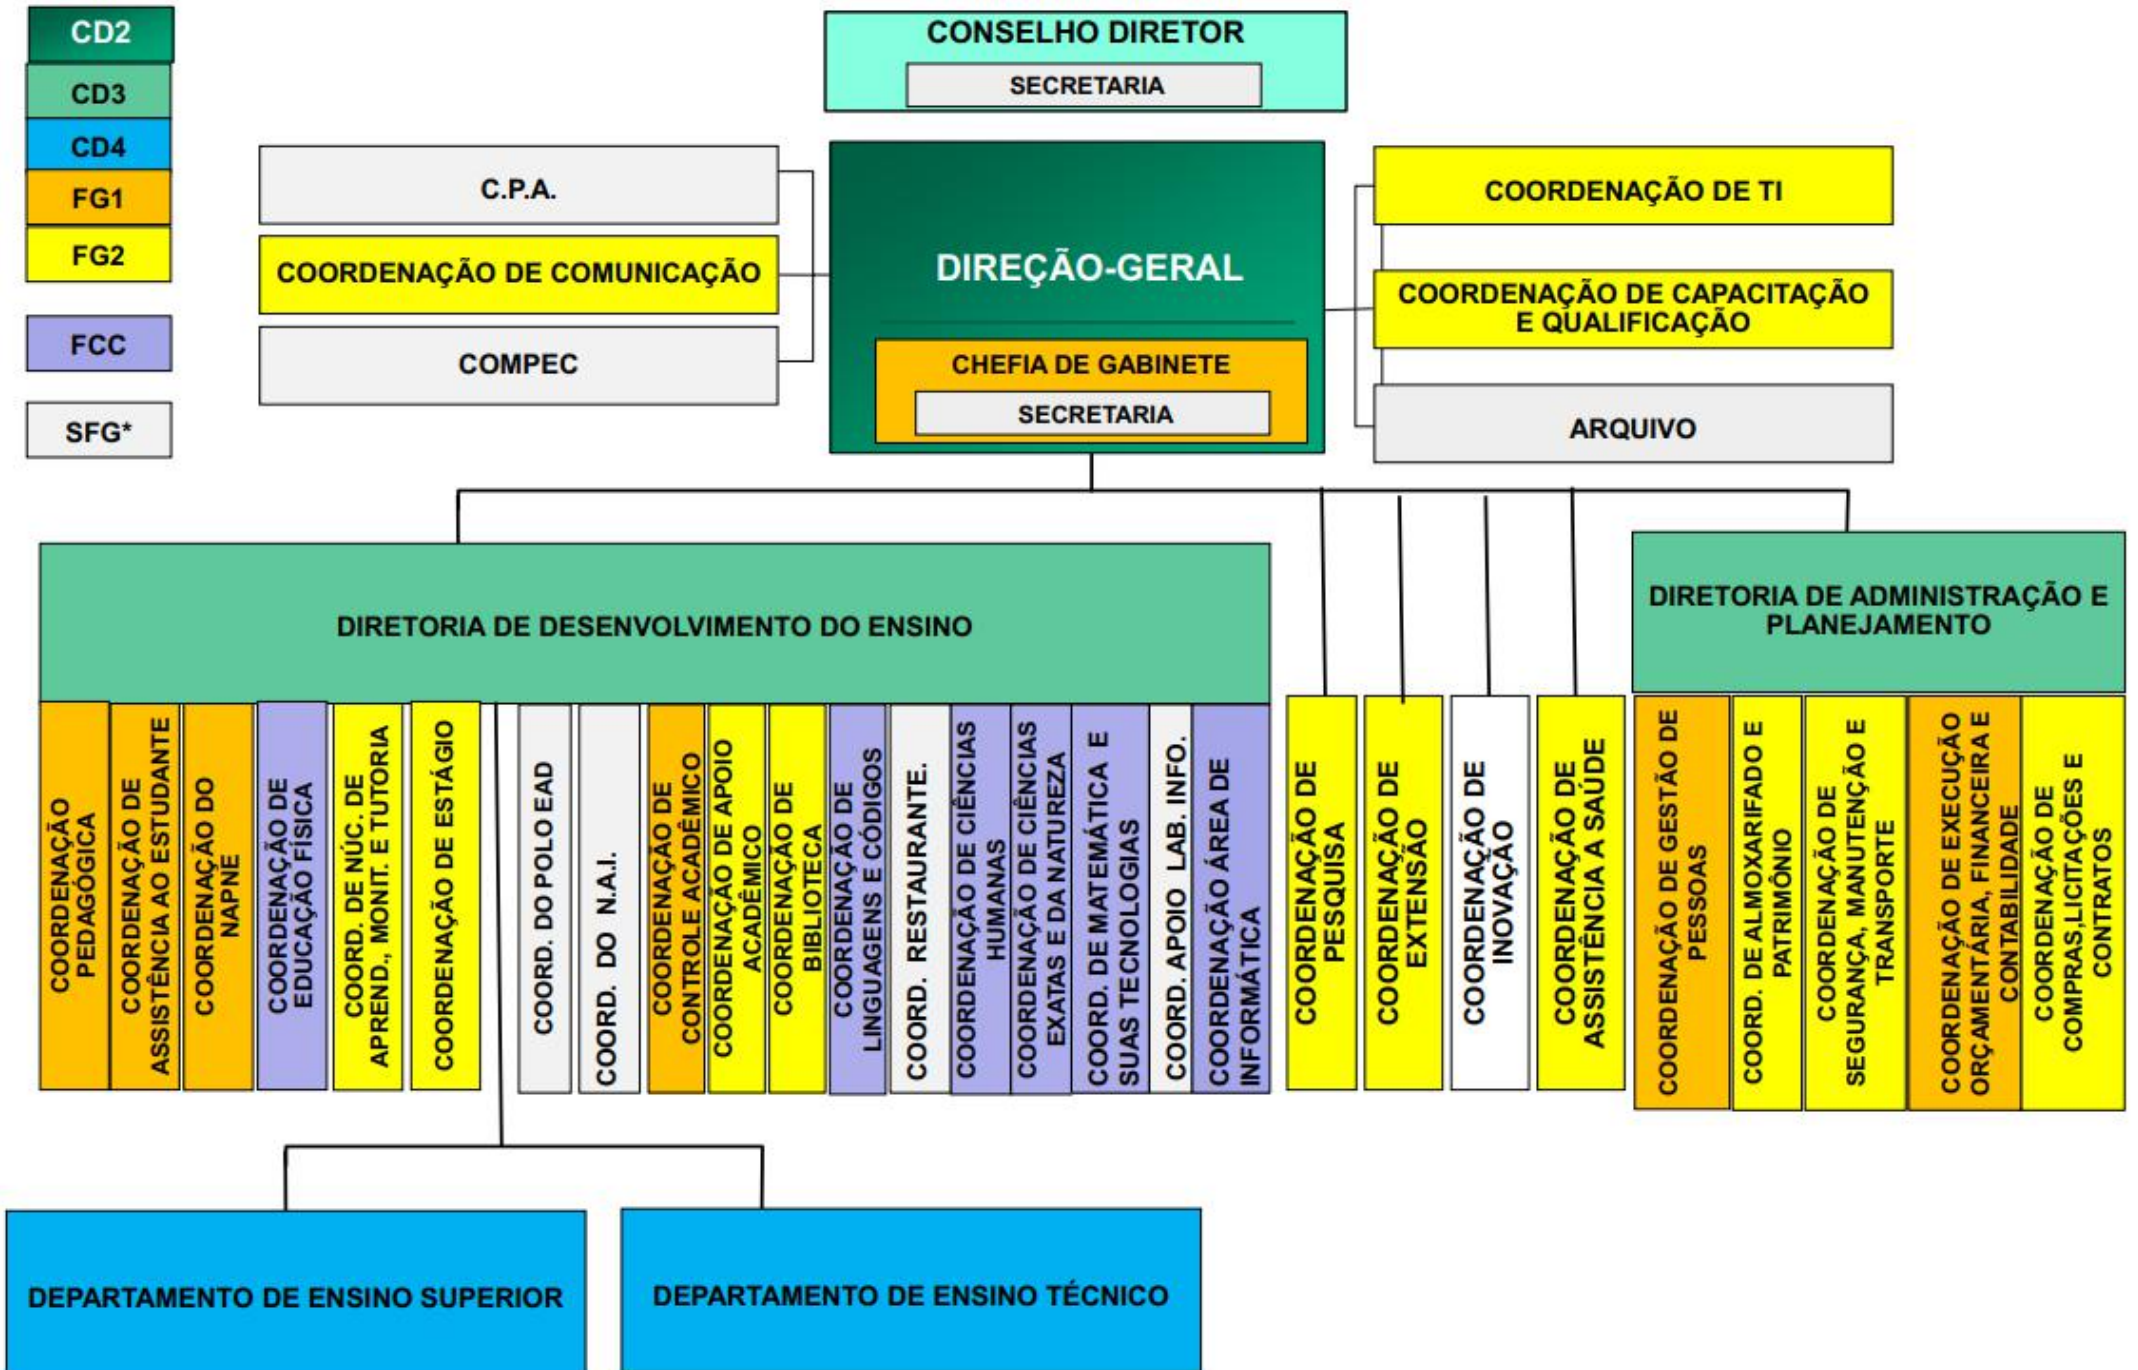 CD2
CD3
CD4
FG1
FG2
FCC
SFG*
CONSELHO DIRETOR
SECRETARIA
C.P.A.
COORDENAÇÃO DE COMUNICAÇÃO
COMPEC
DIREÇÃO-GERAL
CHEFIA DE GABINETE
SECRETARIA
COORDENAÇÃO DE TI
COORDENAÇÃO DE CAPACITAÇÃO
E QUALIFICAÇÃO
ARQUIVO
DIRETORIA DE DESENVOLVIMENTO DO ENSINO
DIRETORIA DE ADMINISTRAÇÃO E
PLANEJAMENTO
COORDENAÇÃO
PEDAGÓGICA
COORDENAÇÃO DE
ASSISTÊNCIA AO ESTUDANTE
COORDENAÇÃO DO
NAPNE
COORDENAÇÃO DE
EDUCAÇÃO FÍSICA
COORD. DE NÚC. DE
APREND., MONIT. E TUTORIA
COORDENAÇÃO DE ESTÁGIO
COORD. DO POLO EAD
COORD. DO N.A.I.
COORDENAÇÃO DE
CONTROLE ACADÊMICO
COORDENAÇÃO DE APOIO
ACADÊMICO
COORDENAÇÃO DE
BIBLIOTECA
COORDENAÇÃO DE
LINGUAGENS E CÓDIGOS
COORD. RESTAURANTE.
COORDENAÇÃO DE CIÊNCIAS
HUMANAS
COORDENAÇÃO DE CIÊNCIAS
EXATAS E DA NATUREZA
COORD. DE MATEMÁTICA E
SUAS TECNOLOGIAS
COORD. APOIO LAB. INFO.
COORDENAÇÃO ÁREA DE
INFORMÁTICA
COORDENAÇÃO DE
PESQUISA
COORDENAÇÃO DE
EXTENSÃO
COORDENAÇÃO DE
INOVAÇÃO
COORDENAÇÃO DE
ASSISTÊNCIA A SAÚDE
COORDENAÇÃO DE GESTÃO DE
PESSOAS
COORD. DE ALMOXARIFADO E
PATRIMÔNIO
COORDENAÇÃO DE
SEGURANÇA, MANUTENÇÃO E
TRANSPORTE
COORDENAÇÃO DE EXECUÇÃO
ORÇAMENTÁRIA, FINANCEIRA E
CONTABILIDADE
COORDENAÇÃO DE
COMPRAS,LICITAÇÕES E
CONTRATOS
DEPARTAMENTO DE ENSINO SUPERIOR
DEPARTAMENTO DE ENSINO TÉCNICO